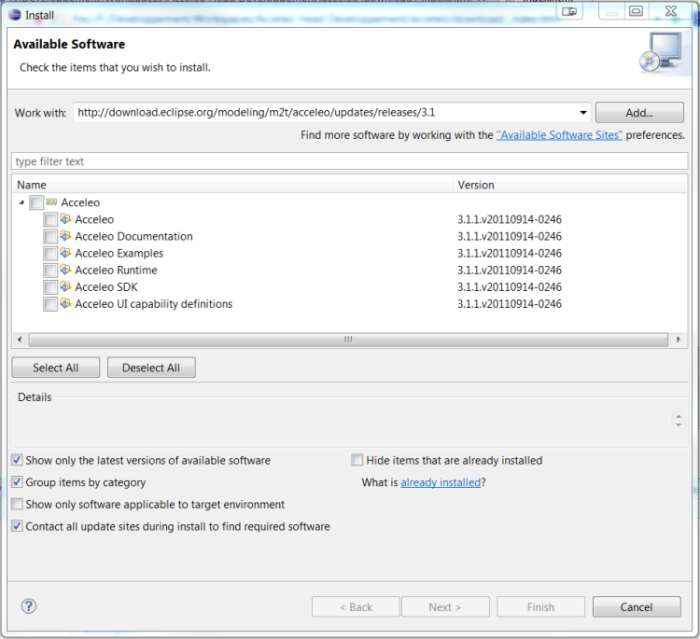 Install
Available Software
Check the items that you wish to install.
Work with: http://download.eclipse.org/modeling/m2t/acceleo/updates/releases/3.1 Add...
Find more software by working with the "Available Software Sites" preferences.
type filter text
Name Version
Acceleo
Acceleo 3.1.1.v20110914-0246
Acceleo Documentation 3.1.1.v20110914-0246
Acceleo Examples 3.1.1.v20110914-0246
Acceleo Runtime 3.1.1.v20110914-0246
Acceleo SDK 3.1.1.v20110914-0246
Acceleo UI capability definitions 3.1.1.v20110914-0246
Select All Deselect All
Details
Show only the latest versions of available software Hide items that are already installed
Group items by category What is already installed?
Show only software applicable to target environment
Contact all update sites during install to find required software
? < Back Next > Finish Cancel